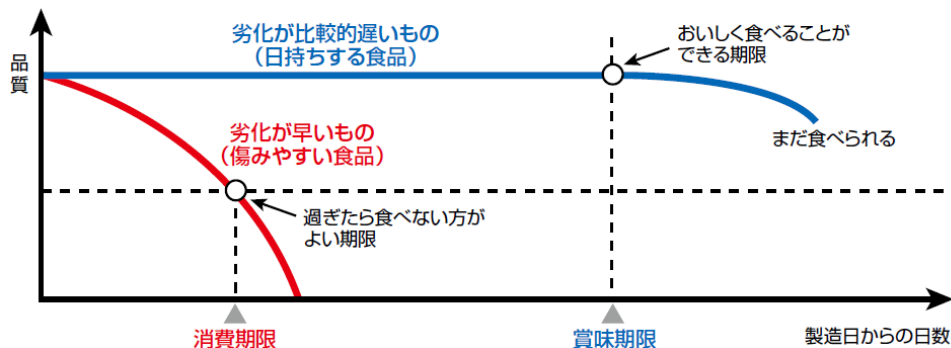 品質
劣化が比較的遅いもの
（日持ちする食品）
おいしく食べることが
できる期限
まだ食べられる
劣化が早いもの
（傷みやすい食品）
過ぎたら食べない方が
よい期限
消費期限
賞味期限
製造日からの日数